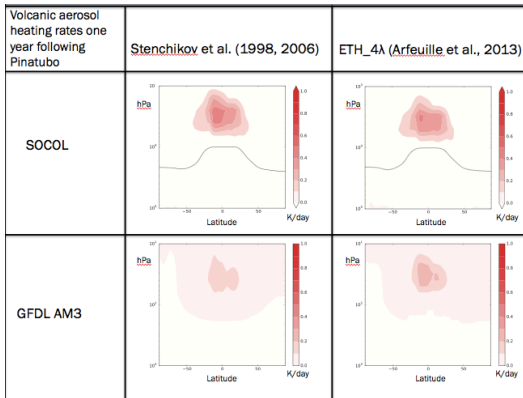 Volcanic aerosol
heating rates one
year following
Pinatubo
Stenchikov et al. (1998, 2006)
ETH_4λ (Arfeuille et al., 2013)
SOCOL
hPa
Latitude
K/day
-50
0
50
1.0
0.8
0.6
0.4
0.2
0.0
hPa
Latitude
K/day
-50
0
50
1.0
0.8
0.6
0.4
0.2
0.0
GFDL AM3
hPa
Latitude
K/day
-50
0
50
1.0
0.8
0.6
0.4
0.2
0.0
hPa
Latitude
K/day
-50
0
50
1.0
0.8
0.6
0.4
0.2
0.0